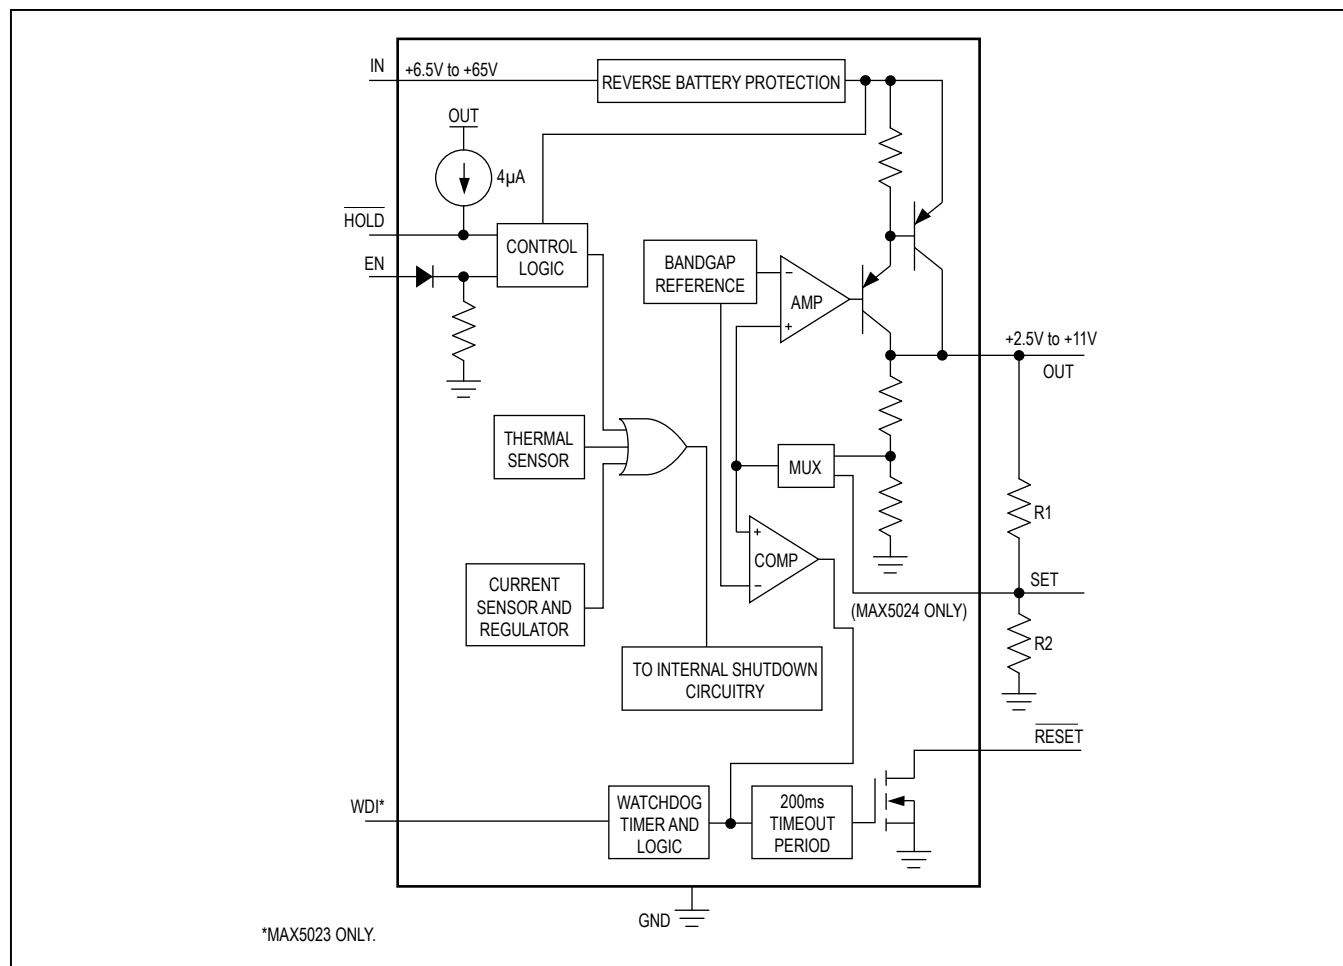 IN
+6.5V to +65V
REVERSE BATTERY PROTECTION
OUT
4µA
HOLD
EN
CONTROL
LOGIC
BANDGAP
REFERENCE
−
AMP
+
+2.5V to +11V
OUT
THERMAL
SENSOR
MUX
R1
+
COMP
−
CURRENT
SENSOR AND
REGULATOR
SET
(MAX5024 ONLY)
R2
TO INTERNAL SHUTDOWN
CIRCUITRY
RESET
WDI*
WATCHDOG
TIMER AND
LOGIC
200ms
TIMEOUT
PERIOD
GND
*MAX5023 ONLY.